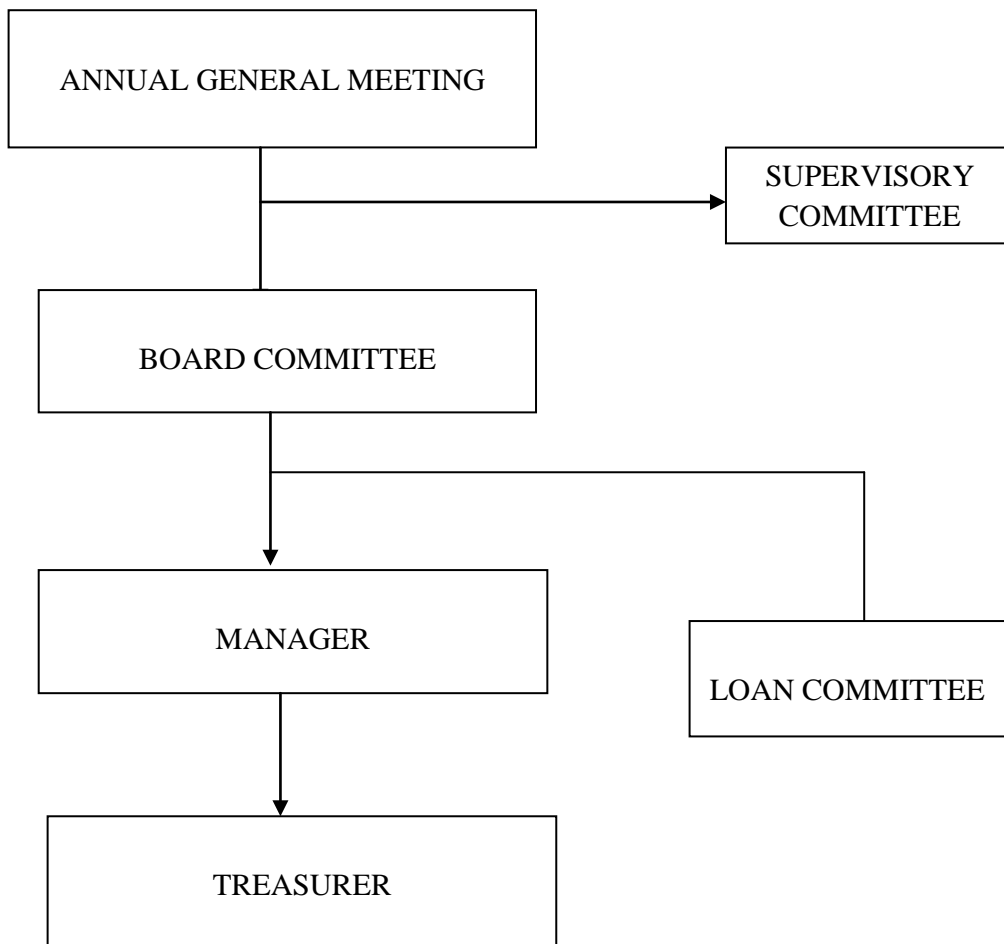 ANNUAL GENERAL MEETING
SUPERVISORY
COMMITTEE
BOARD COMMITTEE
MANAGER
LOAN COMMITTEE
TREASURER